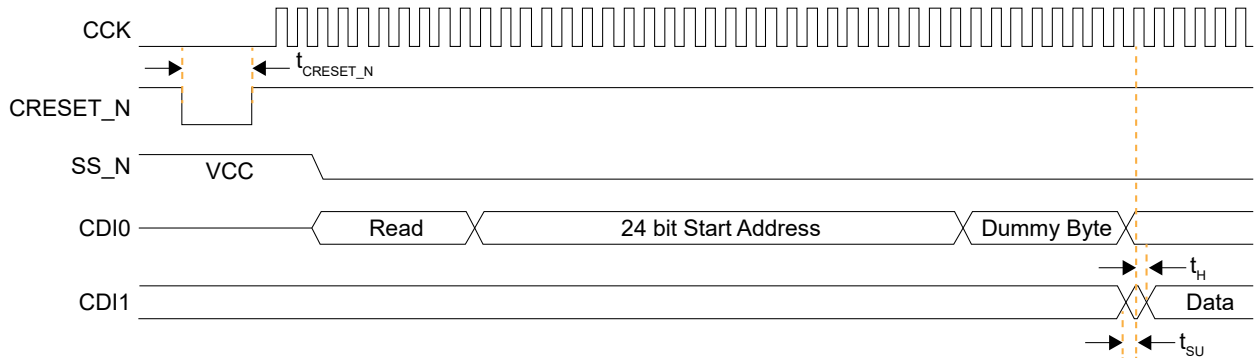 CCK
tCRESET_N
CRESET_N
SS_N VCC
CDI0 Read 24 bit Start Address Dummy Byte
tH
CDI1 Data
tSU